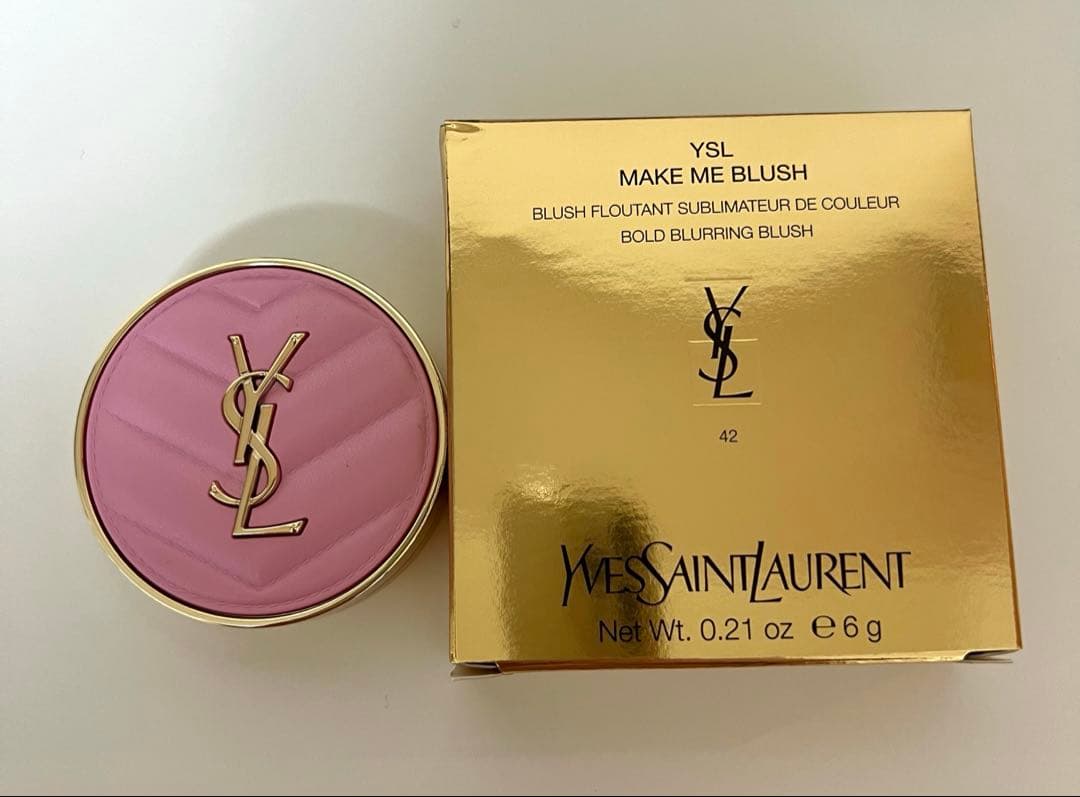 YSL
YSL
MAKE ME BLUSH
BLUSH FLOUTANT SUBLIMATEUR DE COULEUR
BOLD BLURRING BLUSH
YSL
42
YVESSAINTLAURENT
Net Wt. 0.21 oz ℮ 6 g